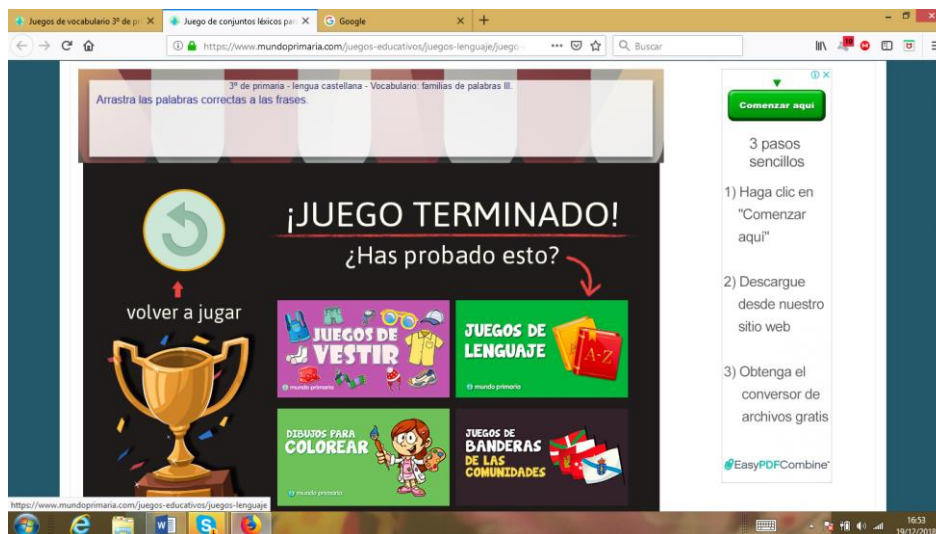 Juegos de vocabulario 3º de pri
Juego de conjuntos léxicos par
Google
https://www.mundoprimaria.com/juegos-educativos/juegos-lenguaje/juego-
Buscar
10
3º de primaria - lengua castellana - Vocabulario: familias de palabras III.
Arrastra las palabras correctas a las frases.
¡JUEGO TERMINADO!
¿Has probado esto?
volver a jugar
JUEGOS DE
VESTIR
mundo primaria
JUEGOS DE
LENGUAJE
A-Z
mundo primaria
DIBUJOS PARA
COLOREAR
mundo primaria
JUEGOS DE
BANDERAS
DE LAS
COMUNIDADES
Comenzar aqui
3 pasos
sencillos
1) Haga clic en
"Comenzar
aquí"
2) Descargue
desde nuestro
sitio web
3) Obtenga el
conversor de
archivos gratis
EasyPDFCombine
https://www.mundoprimaria.com/juegos-educativos/juegos-lenguaje
16:53
19/12/2018